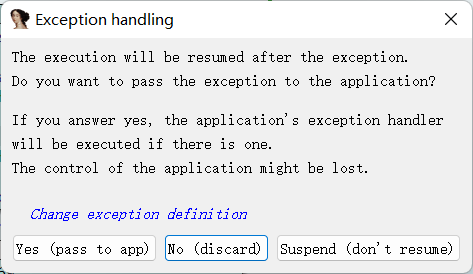 Exception handling
The execution will be resumed after the exception.
Do you want to pass the exception to the application?
If you answer yes, the application's exception handler
will be executed if there is one.
The control of the application might be lost.
Change exception definition
Yes (pass to app) No (discard) Suspend (don't resume)